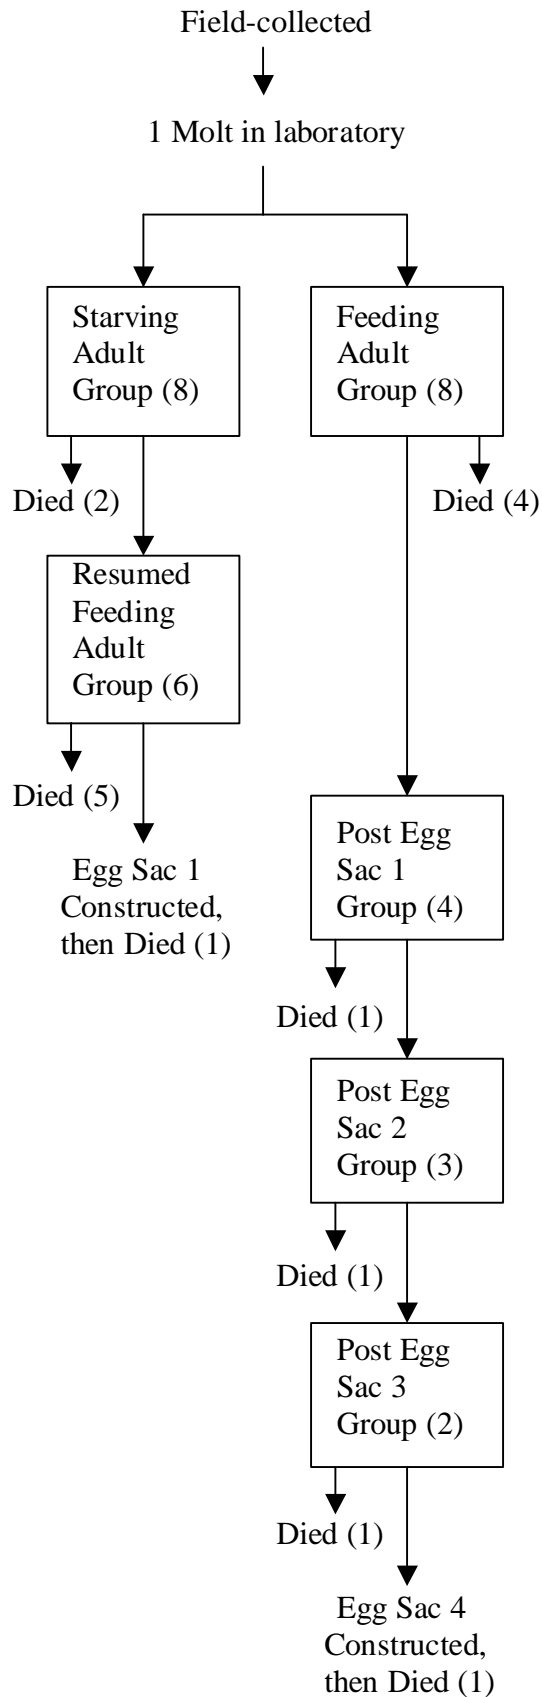 Field-collected
1 Molt in laboratory
Starving
Adult
Group (8)
Feeding
Adult
Group (8)
Died (2)
Died (4)
Resumed
Feeding
Adult
Group (6)
Died (5)
Egg Sac 1
Constructed,
then Died (1)
Post Egg
Sac 1
Group (4)
Died (1)
Post Egg
Sac 2
Group (3)
Died (1)
Post Egg
Sac 3
Group (2)
Died (1)
Egg Sac 4
Constructed,
then Died (1)